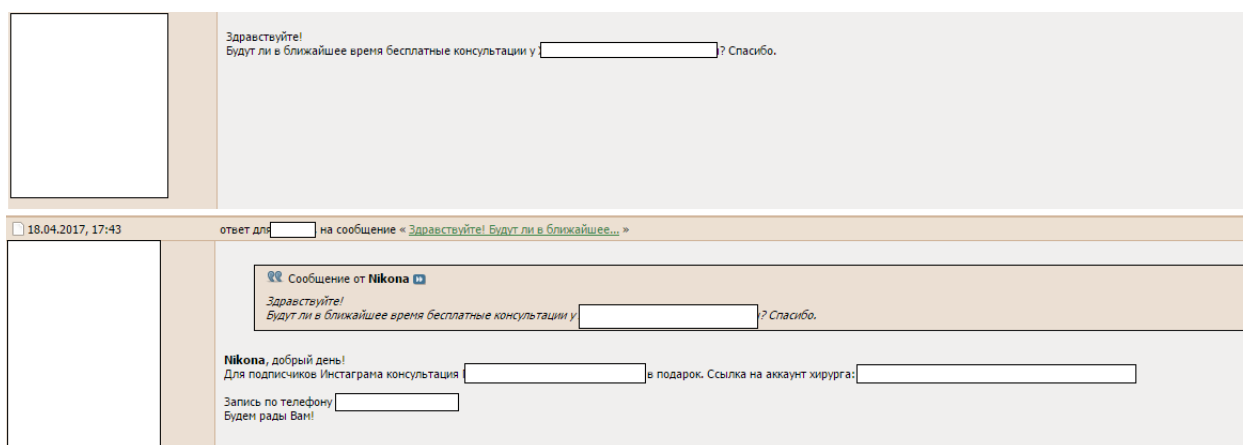 Здравствуйте!
Будут ли в ближайшее время бесплатные консультации у ? Спасибо.
18.04.2017, 17:43 ответ для на сообщение « Здравствуйте! Будут ли в ближайшее... »
Сообщение от Nikona
Здравствуйте!
Будут ли в ближайшее время бесплатные консультации у ? Спасибо.
Nikona, добрый день!
Для подписчиков Инстаграма консультация в подарок. Ссылка на аккаунт хирурга:
Запись по телефону
Будем рады Вам!